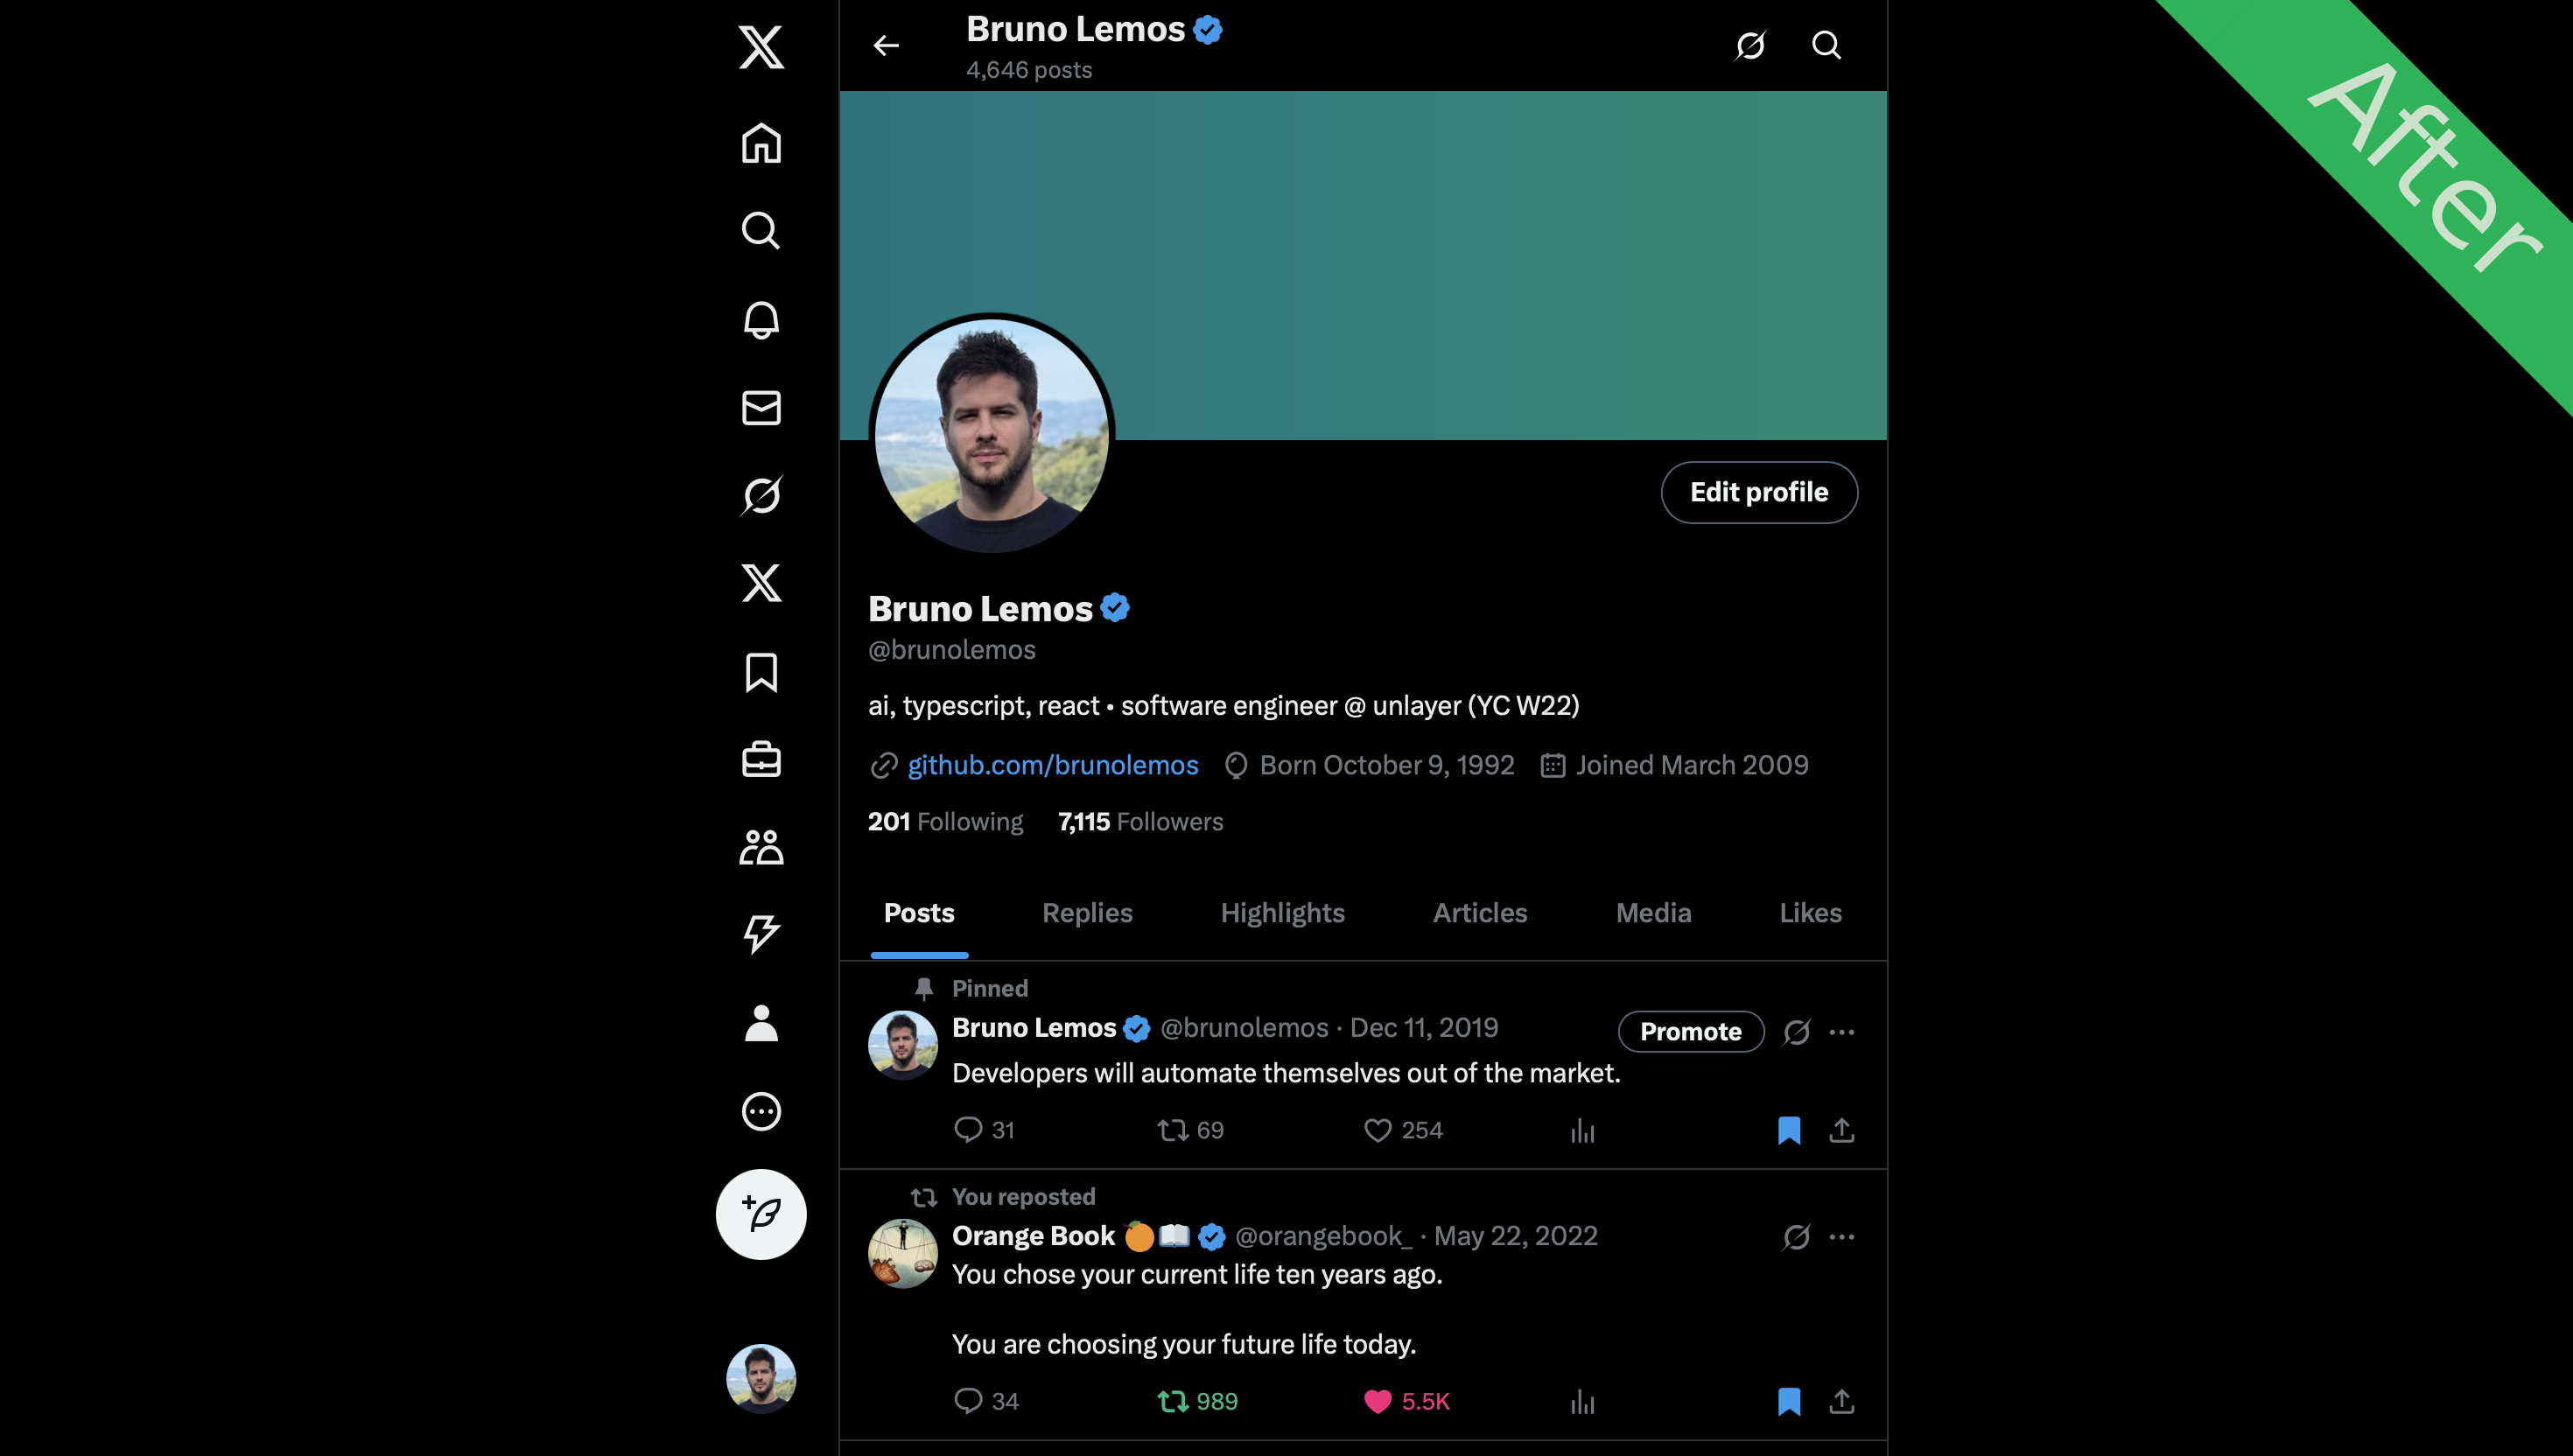 Bruno Lemos
4,646 posts
After
Edit profile
Bruno Lemos
@brunolemos
ai, typescript, react • software engineer @ unlayer (YC W22)
github.com/brunolemos Born October 9, 1992 Joined March 2009
201 Following 7,115 Followers
Posts Replies Highlights Articles Media Likes
Pinned
Bruno Lemos @brunolemos · Dec 11, 2019 Promote
Developers will automate themselves out of the market.
31 69 254
You reposted
Orange Book 🍊📖 @orangebook_ · May 22, 2022
You chose your current life ten years ago.
You are choosing your future life today.
34 989 5.5K